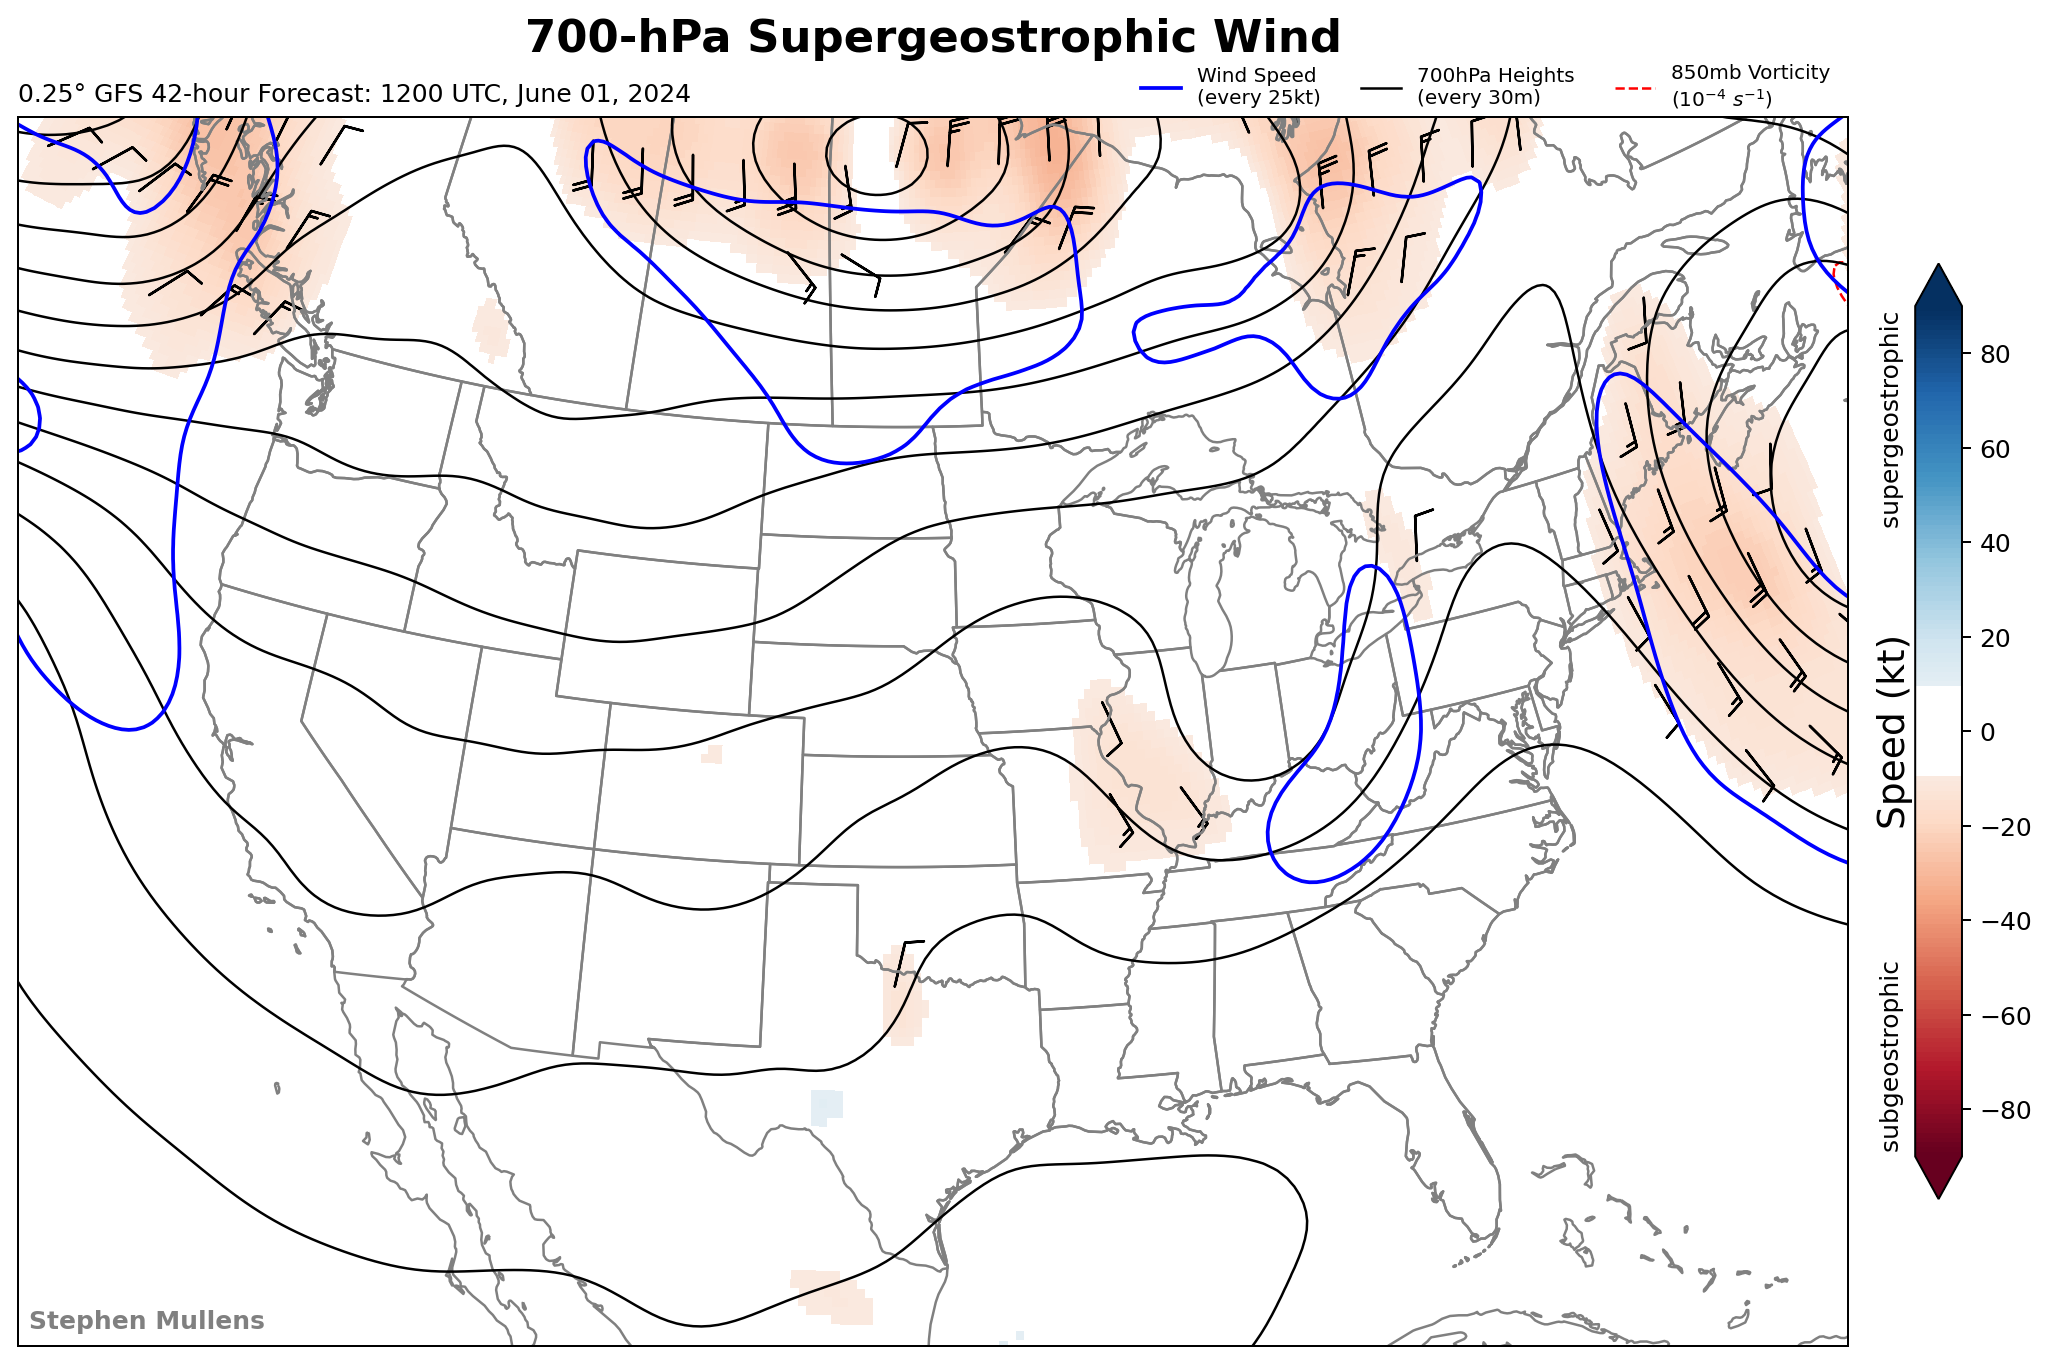 700-hPa Supergeostrophic Wind
0.25° GFS 42-hour Forecast: 1200 UTC, June 01, 2024
Wind Speed
(every 25kt)
700hPa Heights
(every 30m)
850mb Vorticity
(10⁻⁴ s⁻¹)
supergeostrophic
Speed (kt)
subgeostrophic
80
60
40
20
0
−20
−40
−60
−80
Stephen Mullens